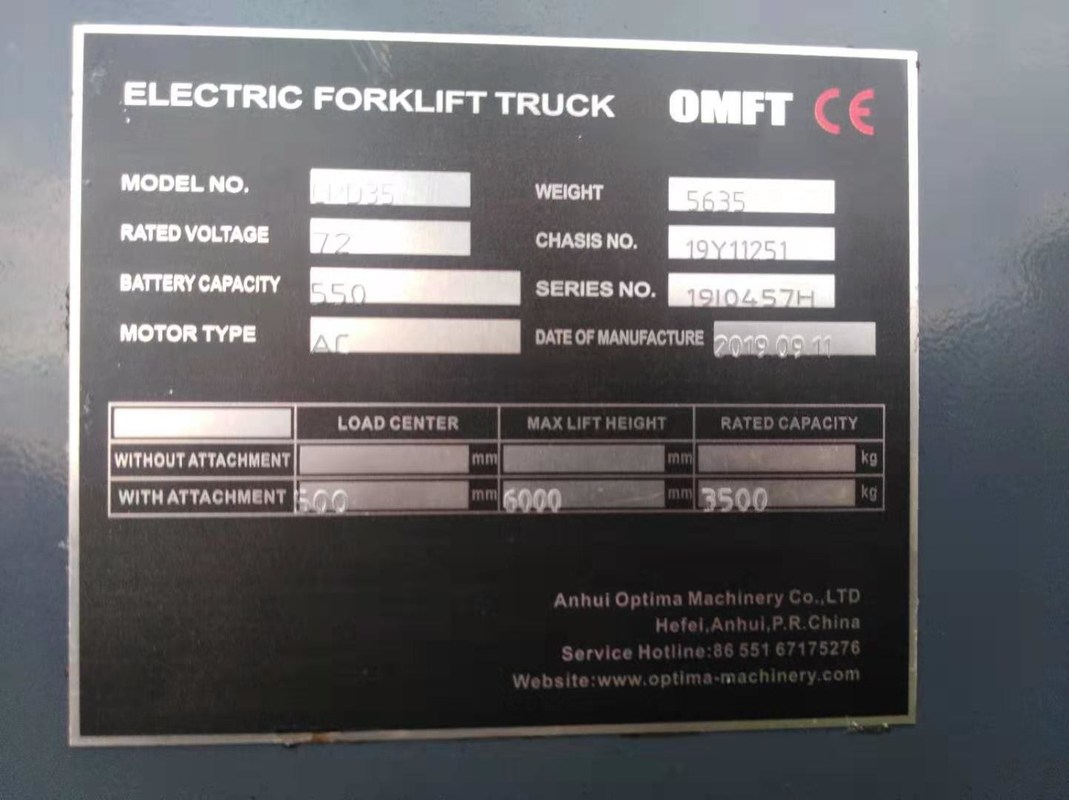 ELECTRIC FORKLIFT TRUCK OMFT CE
MODEL NO. WEIGHT 5635
RATED VOLTAGE 72 CHASIS NO. 19Y11251
BATTERY CAPACITY 550 SERIES NO. 19I0457H
MOTOR TYPE AC DATE OF MANUFACTURE 2019 09 11
LOAD CENTER MAX LIFT HEIGHT RATED CAPACITY
WITHOUT ATTACHMENT mm mm kg
WITH ATTACHMENT 500 mm 6000 mm 3500 kg
Anhui Optima Machinery Co.,LTD
Hefei,Anhui,P.R.China
Service Hotline:86 551 67175276
Website:www.optima-machinery.com